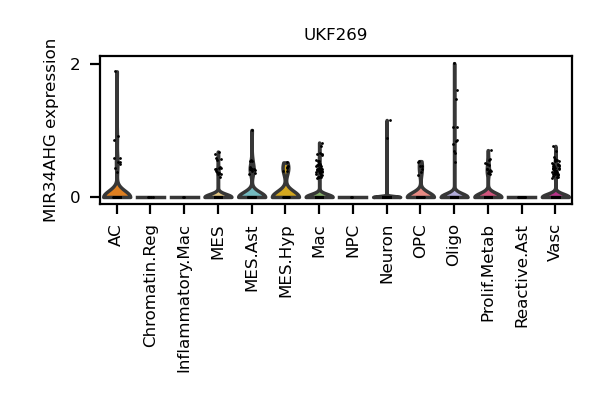 UKF269
MIR34AHG expression
2
0
AC
Chromatin.Reg
Inflammatory.Mac
MES
MES.Ast
MES.Hyp
Mac
NPC
Neuron
OPC
Oligo
Prolif.Metab
Reactive.Ast
Vasc